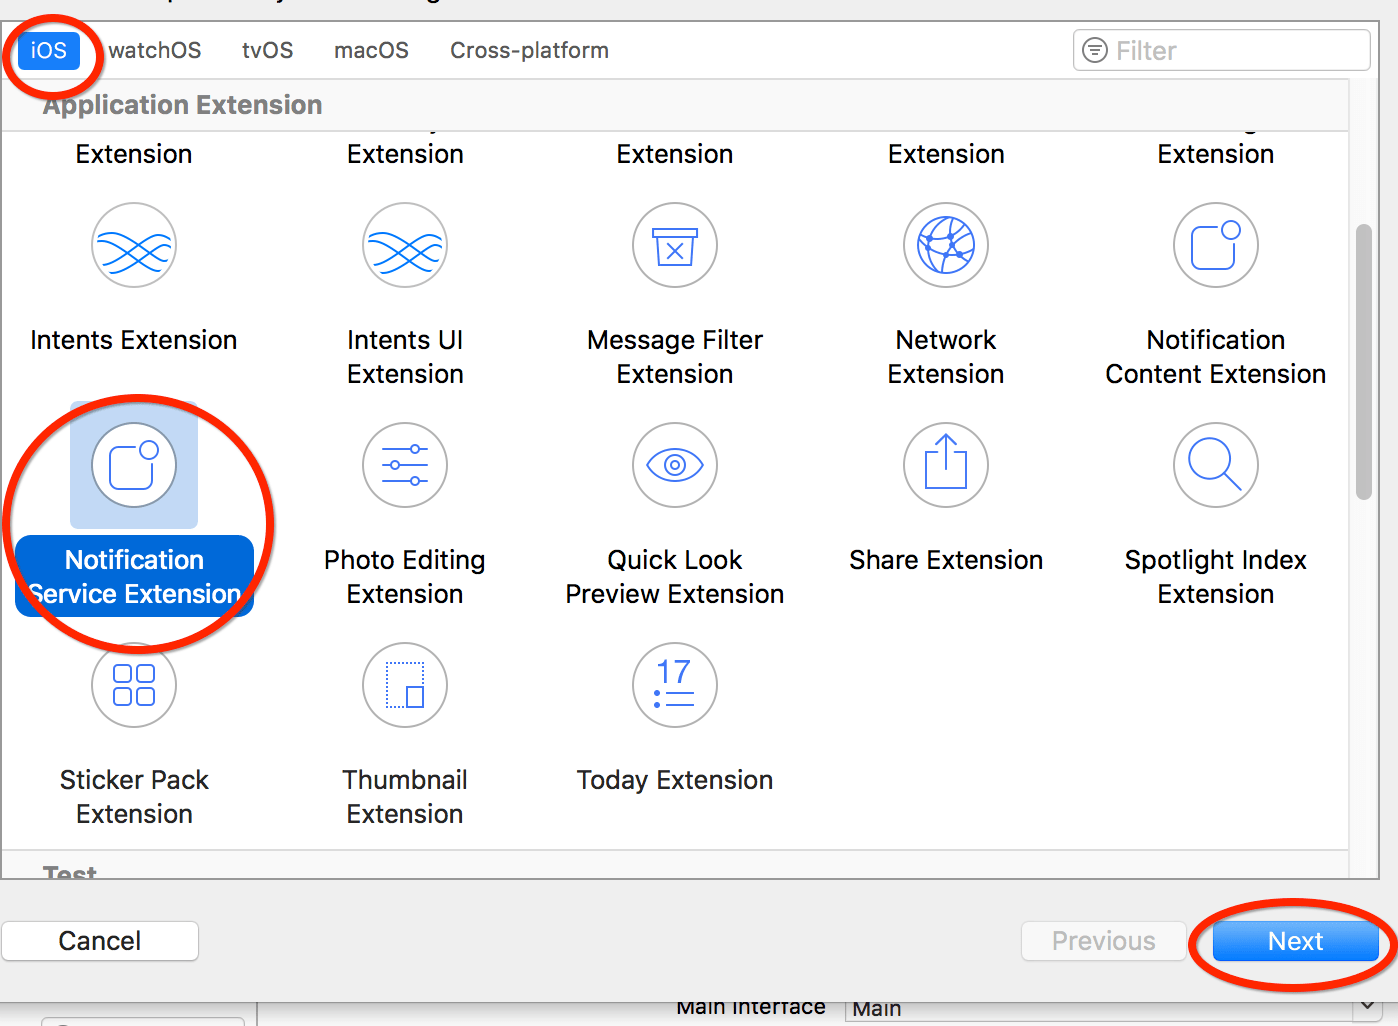 iOS watchOS tvOS macOS Cross-platform Filter
Application Extension
Extension Extension Extension Extension Extension
Intents Extension
Intents UI
Extension
Message Filter
Extension
Network
Extension
Notification
Content Extension
Notification
Service Extension
Photo Editing
Extension
Quick Look
Preview Extension
Share Extension
Spotlight Index
Extension
Sticker Pack
Extension
Thumbnail
Extension
17
Today Extension
Test
Cancel Previous Next
Main Interface Main